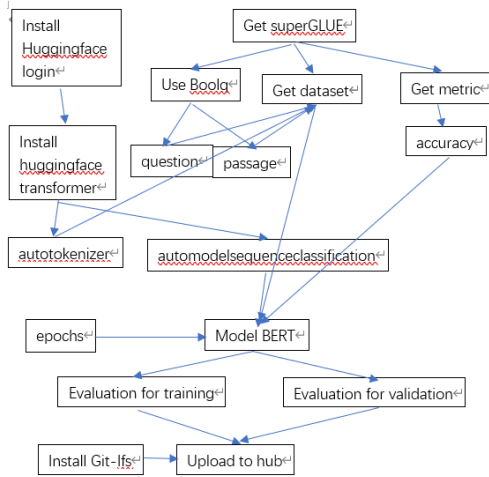 Install
Huggingface
login
Get superGLUE
Use Boolq
Get dataset
Get metric
Install
huggingface
transformer
question
passage
accuracy
autotokenizer
automodelsequenceclassification
epochs
Model BERT
Evaluation for training
Evaluation for validation
Install Git-lfs
Upload to hub